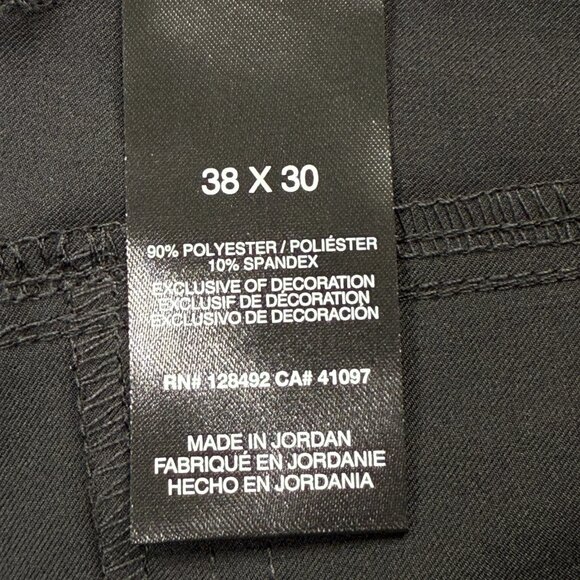 38 X 30
90% POLYESTER / POLIÉSTER
10% SPANDEX
EXCLUSIVE OF DECORATION
EXCLUSIF DE DÉCORATION
EXCLUSIVO DE DECORACIÓN
RN# 128492 CA# 41097
MADE IN JORDAN
FABRIQUÉ EN JORDANIE
HECHO EN JORDANIA